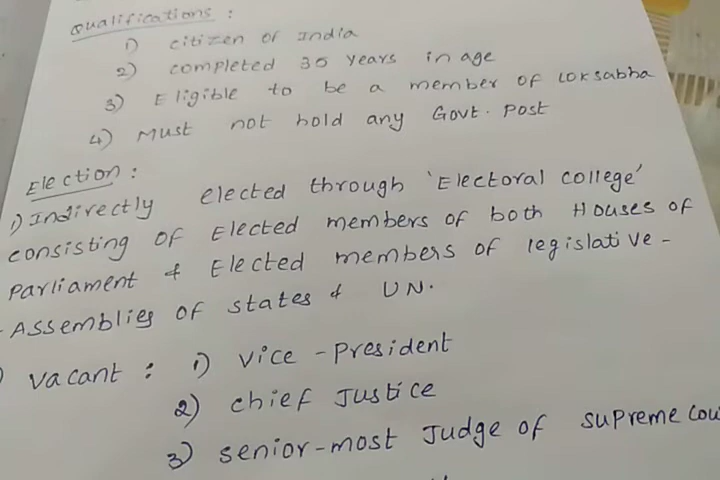 Qualifications :
1) citizen of India
2) completed 35 years in age
3) Eligible to be a member of Loksabha
4) Must not hold any Govt. Post
Election :
1) Indirectly elected through 'Electoral college'
consisting of Elected members of both Houses of
Parliament & Elected members of legislative -
- Assemblies of states & UN.
vacant : 1) vice - President
2) chief Justice
3) senior-most Judge of supreme cou